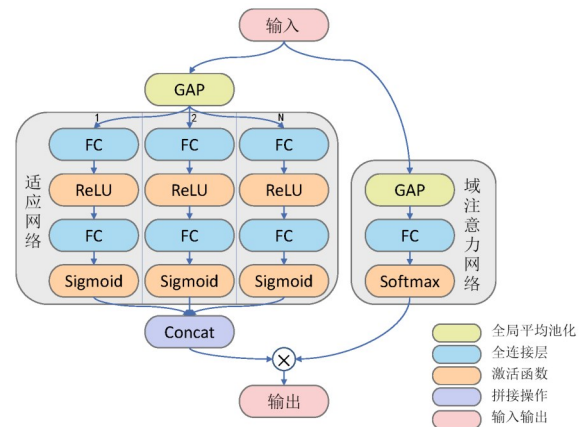 输入
GAP
1
2
N
FC
FC
FC
ReLU
ReLU
ReLU
FC
FC
FC
Sigmoid
Sigmoid
Sigmoid
适应网络
GAP
FC
Softmax
域注意力网络
Concat
×
输出
全局平均池化
全连接层
激活函数
拼接操作
输入输出